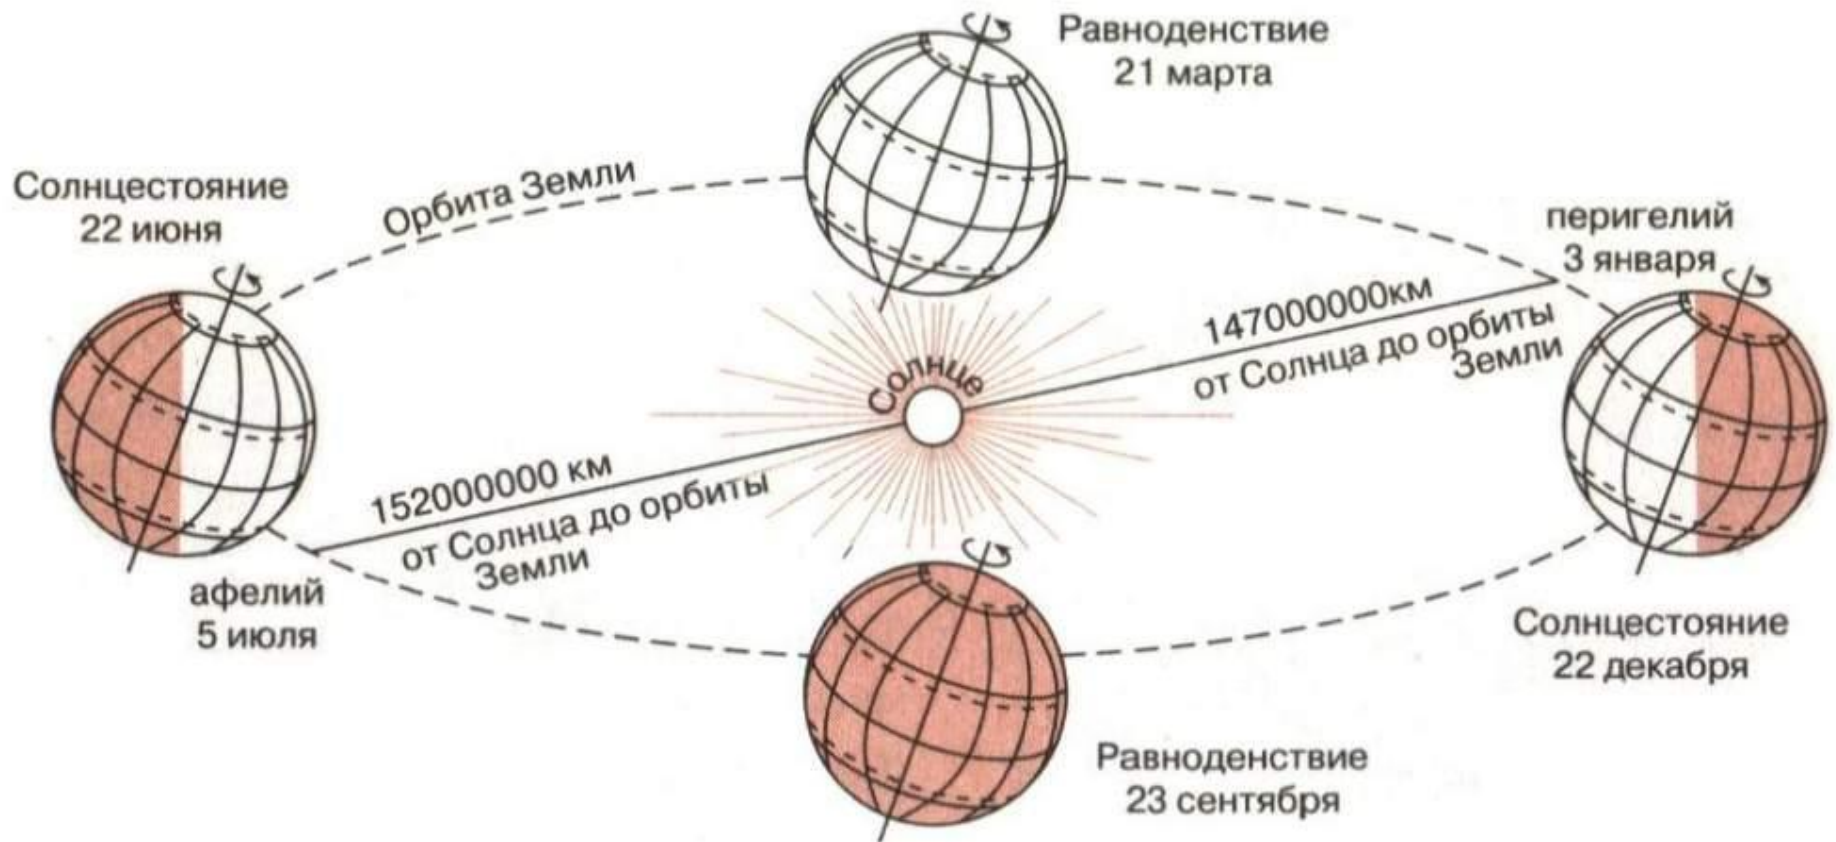 Равноденствие
21 марта
Солнцестояние
22 июня
Орбита Земли
перигелий
3 января
147000000км
от Солнца до орбиты
Земли
Солнце
152000000 км
от Солнца до орбиты
Земли
афелий
5 июля
Солнцестояние
22 декабря
Равноденствие
23 сентября